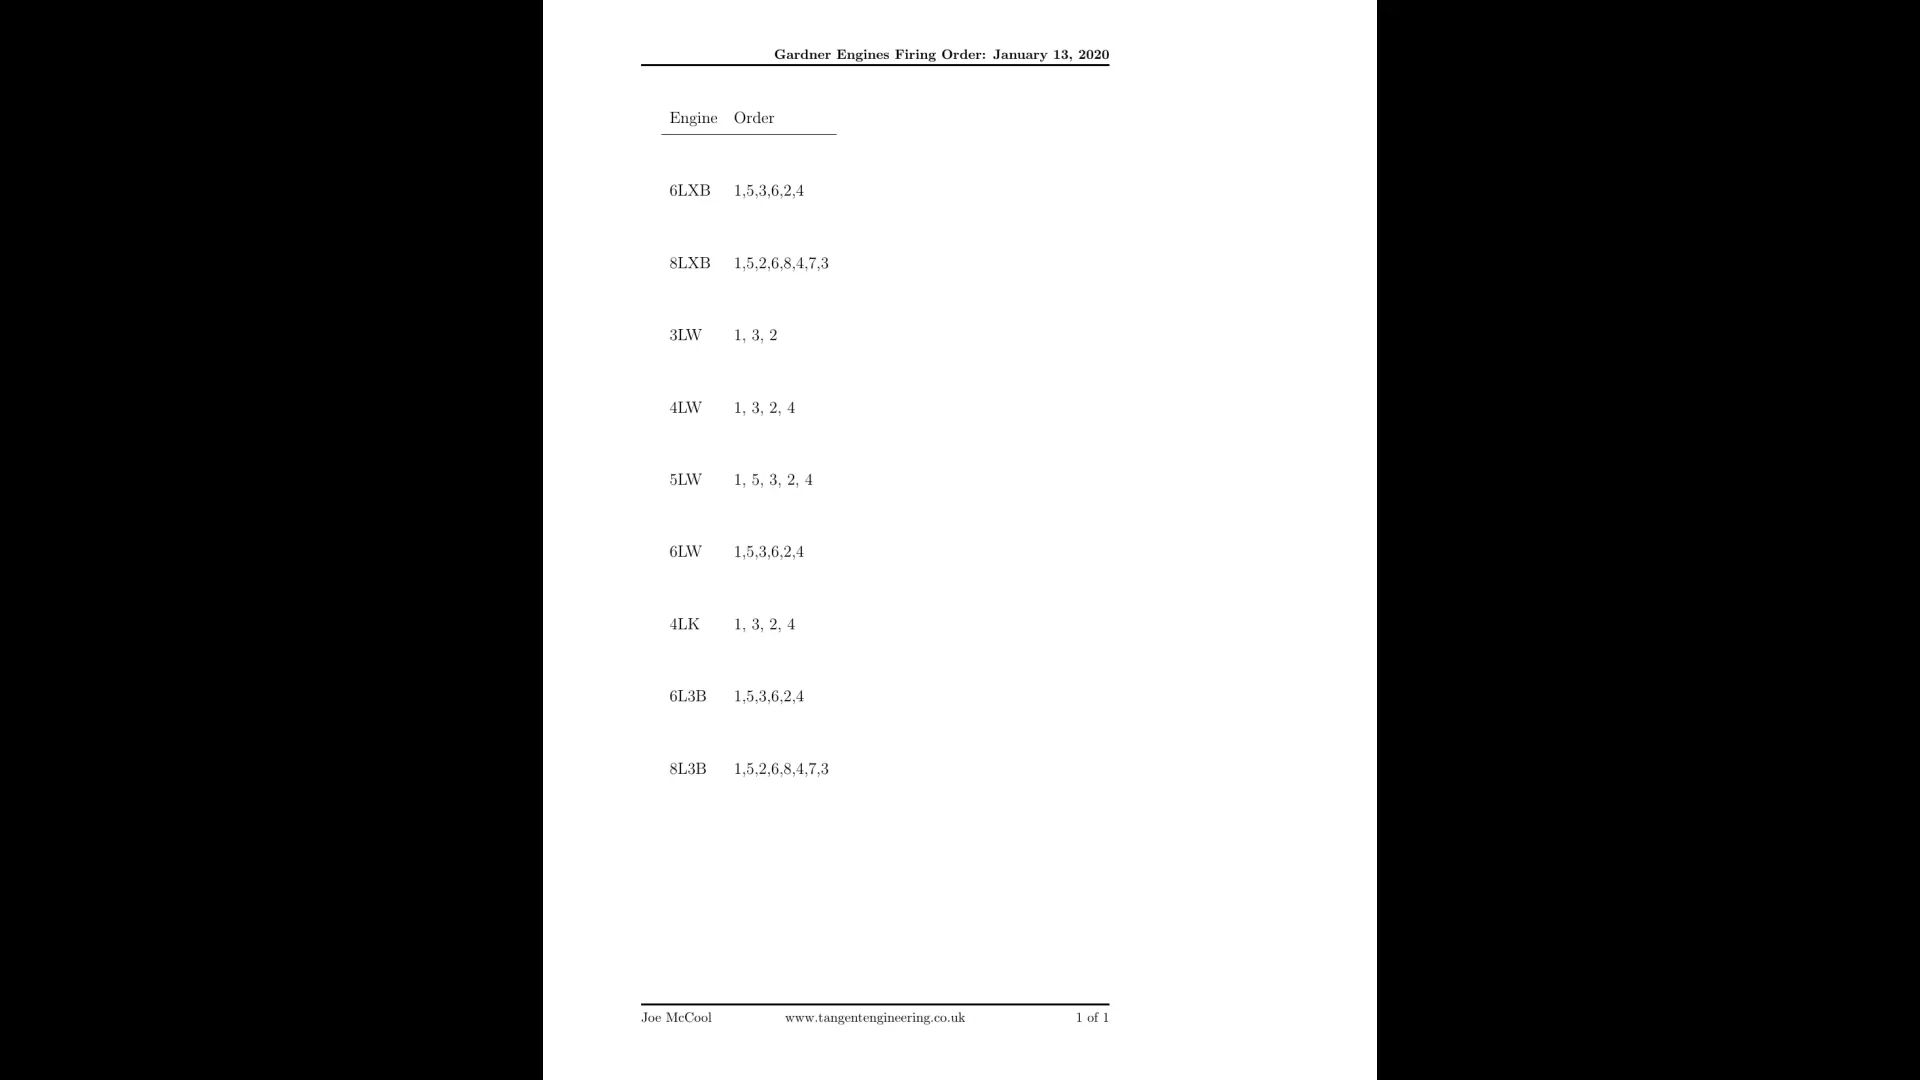 Gardner Engines Firing Order: January 13, 2020
Engine Order
6LXB 1,5,3,6,2,4
8LXB 1,5,2,6,8,4,7,3
3LW 1, 3, 2
4LW 1, 3, 2, 4
5LW 1, 5, 3, 2, 4
6LW 1,5,3,6,2,4
4LK 1, 3, 2, 4
6L3B 1,5,3,6,2,4
8L3B 1,5,2,6,8,4,7,3
Joe McCool www.tangentengineering.co.uk 1 of 1